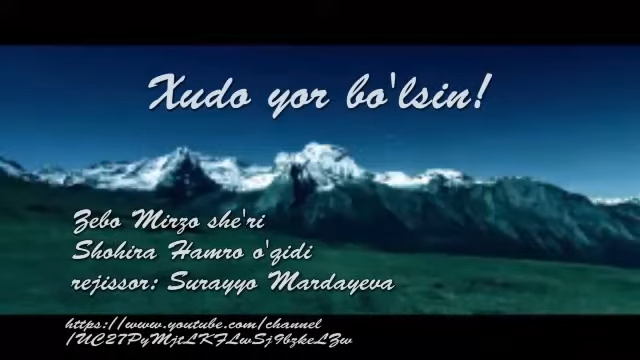 Xudo yor bo'lsin!
Zebo Mirzo she'ri
Shohira Hamro o'qidi
rejissor: Surayyo Mardayeva
https://www.youtube.com/channel
/UC27PyMjtLKFLwSj9bzkeLZw